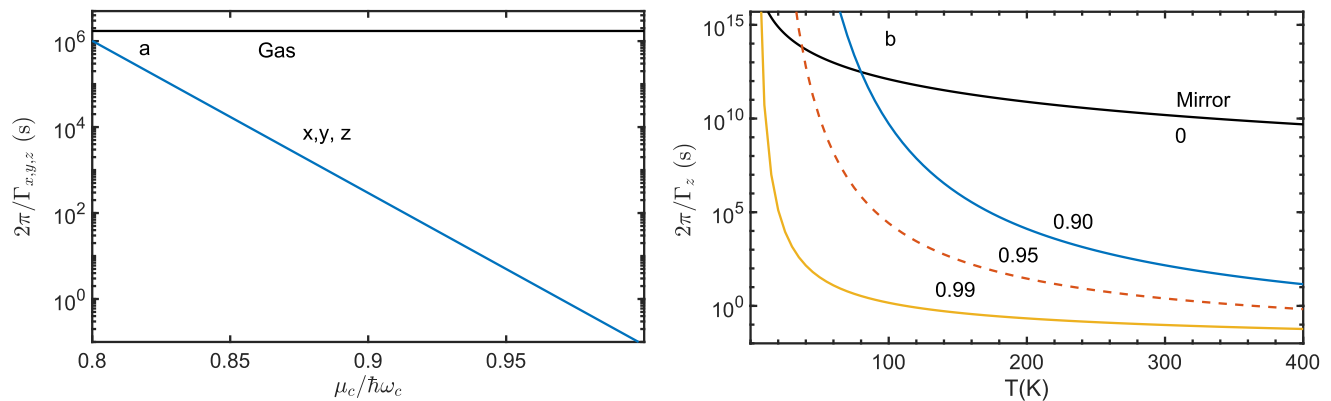 10^6
10^4
10^2
10^0
2π/Γ_{x,y,z} (s)
a
Gas
x,y, z
0.8
0.85
0.9
0.95
μ_c/ħω_c
10^15
10^10
10^5
10^0
2π/Γ_z (s)
b
Mirror
0
0.90
0.95
0.99
100
200
300
400
T(K)